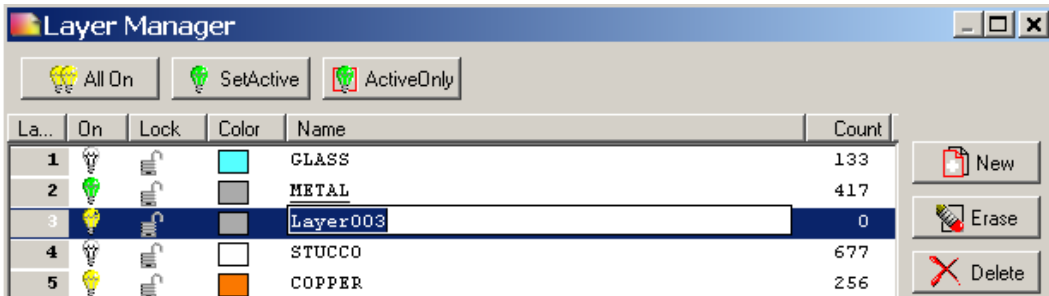 Layer Manager
All On SetActive ActiveOnly
La... On Lock Color Name Count
1 GLASS 133
New
2 METAL 417
3 Layer003 0
Erase
4 STUCCO 677
5 COPPER 256
Delete